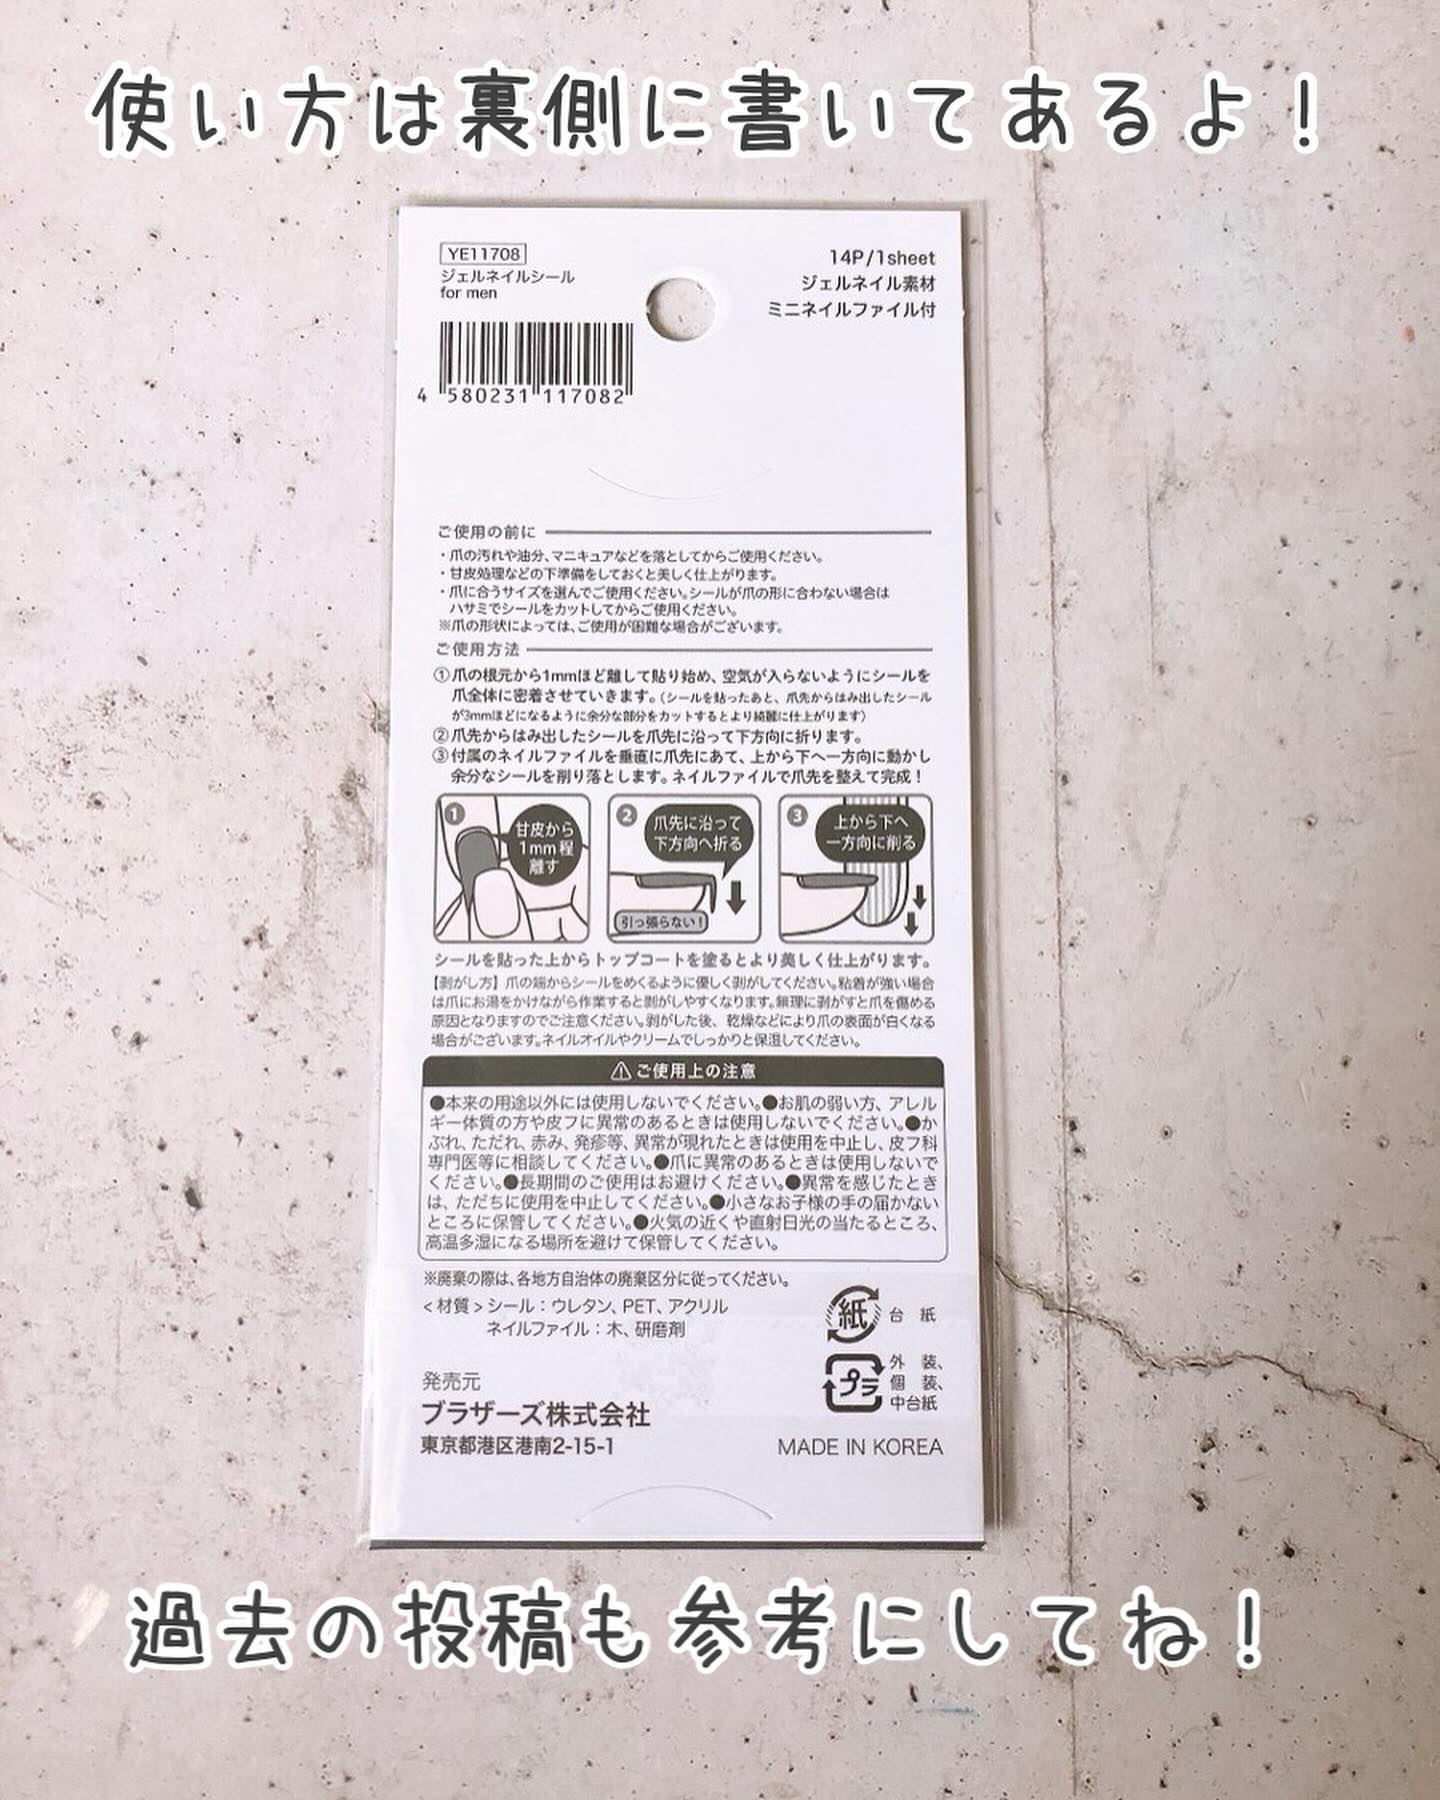 使い方は裏側に書いてあるよ！
YE11708
ジェルネイルシール
for men
14P/1sheet
ジェルネイル素材
ミニネイルファイル付
4 580231 117082
ご使用の前に
・爪の汚れや油分、マニキュアなどを落としてからご使用ください。
・甘皮処理などの下準備をしておくと美しく仕上がります。
・爪に合うサイズを選んでご使用ください。シールが爪の形に合わない場合は
ハサミでシールをカットしてからご使用ください。
※爪の形状によっては、ご使用が困難な場合がございます。
ご使用方法
①爪の根元から1mmほど離して貼り始め、空気が入らないようにシールを
爪全体に密着させていきます。（シールを貼ったあと、爪先からはみ出したシール
が3mmほどになるように余分な部分をカットするとより綺麗に仕上がります）
②爪先からはみ出したシールを爪先に沿って下方向に折ります。
③付属のネイルファイルを垂直に爪先にあて、上から下へ一方向に動かし
余分なシールを削り落とします。ネイルファイルで爪先を整えて完成！
1
甘皮から
1mm程
離す
2
爪先に沿って
下方向へ折る
引っ張らない！
3
上から下へ
一方向に削る
シールを貼った上からトップコートを塗るとより美しく仕上がります。
【剥がし方】爪の端からシールをめくるように優しく剥がしてください。粘着が強い場合
は爪にお湯をかけながら作業すると剥がしやすくなります。無理に剥がすと爪を傷める
原因となりますのでご注意ください。剥がした後、乾燥などにより爪の表面が白くなる
場合がございます。ネイルオイルやクリームでしっかりと保湿してください。
⚠ご使用上の注意
●本来の用途以外には使用しないでください。●お肌の弱い方、アレル
ギー体質の方や皮フに異常のあるときは使用しないでください。●か
ぶれ、ただれ、赤み、発疹等、異常が現れたときは使用を中止し、皮フ科
専門医等に相談してください。●爪に異常のあるときは使用しないで
ください。●長期間のご使用はお避けください。●異常を感じたとき
は、ただちに使用を中止してください。●小さなお子様の手の届かない
ところに保管してください。●火気の近くや直射日光の当たるところ、
高温多湿になる場所を避けて保管してください。
※廃棄の際は、各地方自治体の廃棄区分に従ってください。
<材質>シール：ウレタン、PET、アクリル
ネイルファイル：木、研磨剤
紙 台 紙
プラ 外 装、
個 装、
中台紙
発売元
ブラザーズ株式会社
東京都港区港南2-15-1
MADE IN KOREA
過去の投稿も参考にしてね！